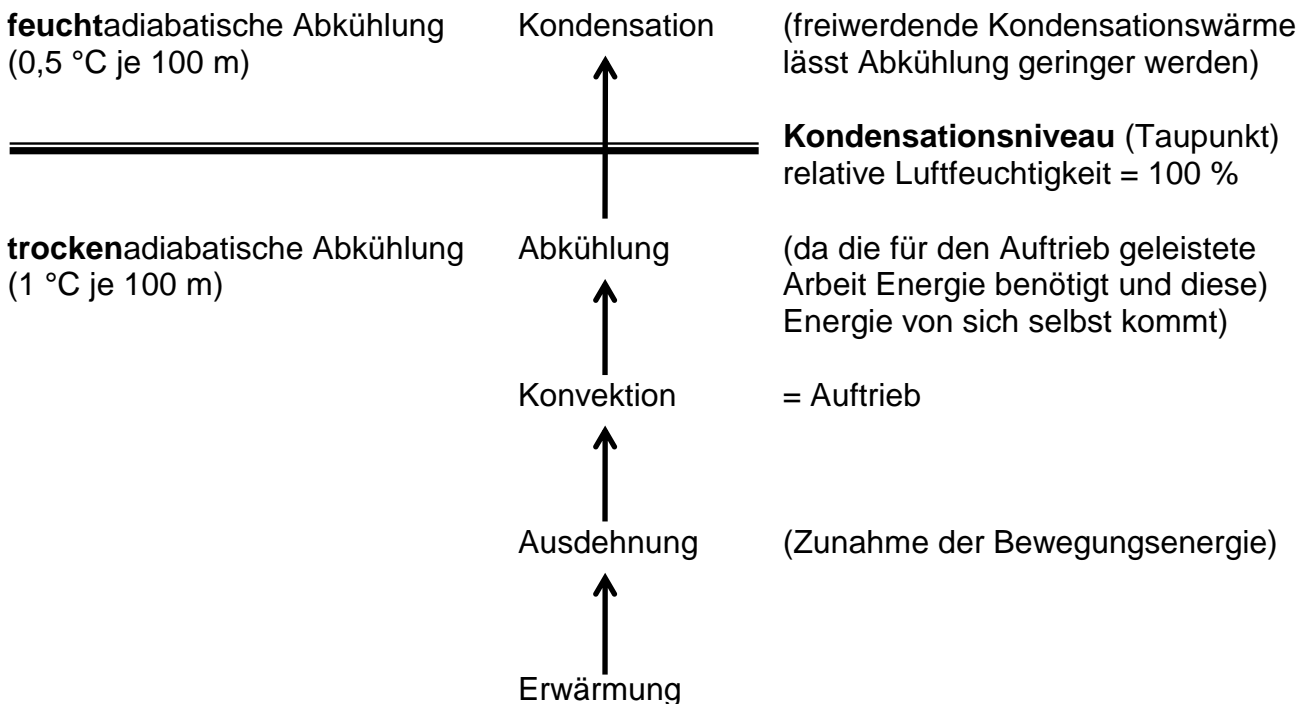 feuchtadiabatische Abkühlung Kondensation (freiwerdende Kondensationswärme
(0,5 °C je 100 m) lässt Abkühlung geringer werden)
Kondensationsniveau (Taupunkt)
relative Luftfeuchtigkeit = 100 %
trockenadiabatische Abkühlung Abkühlung (da die für den Auftrieb geleistete
(1 °C je 100 m) Arbeit Energie benötigt und diese)
Energie von sich selbst kommt)
Konvektion = Auftrieb
Ausdehnung (Zunahme der Bewegungsenergie)
Erwärmung